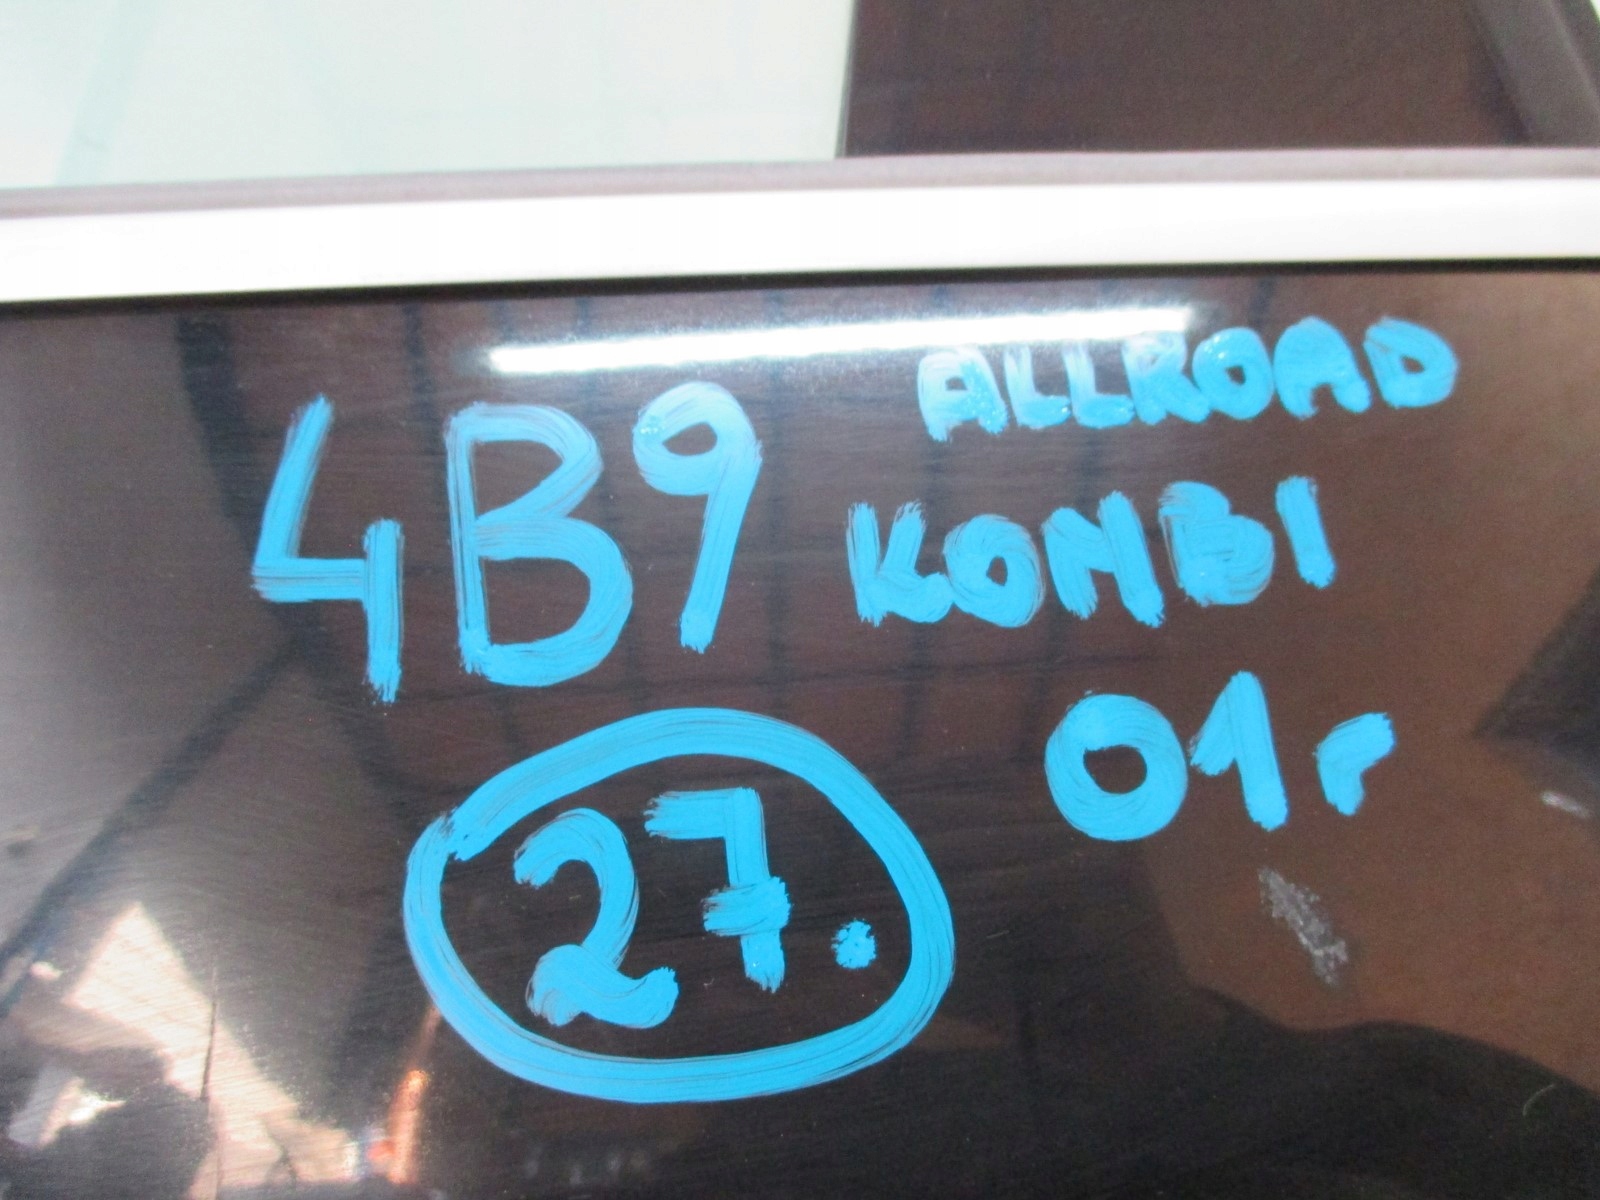 4B9 ALLROAD
KOMBI
01r
27.